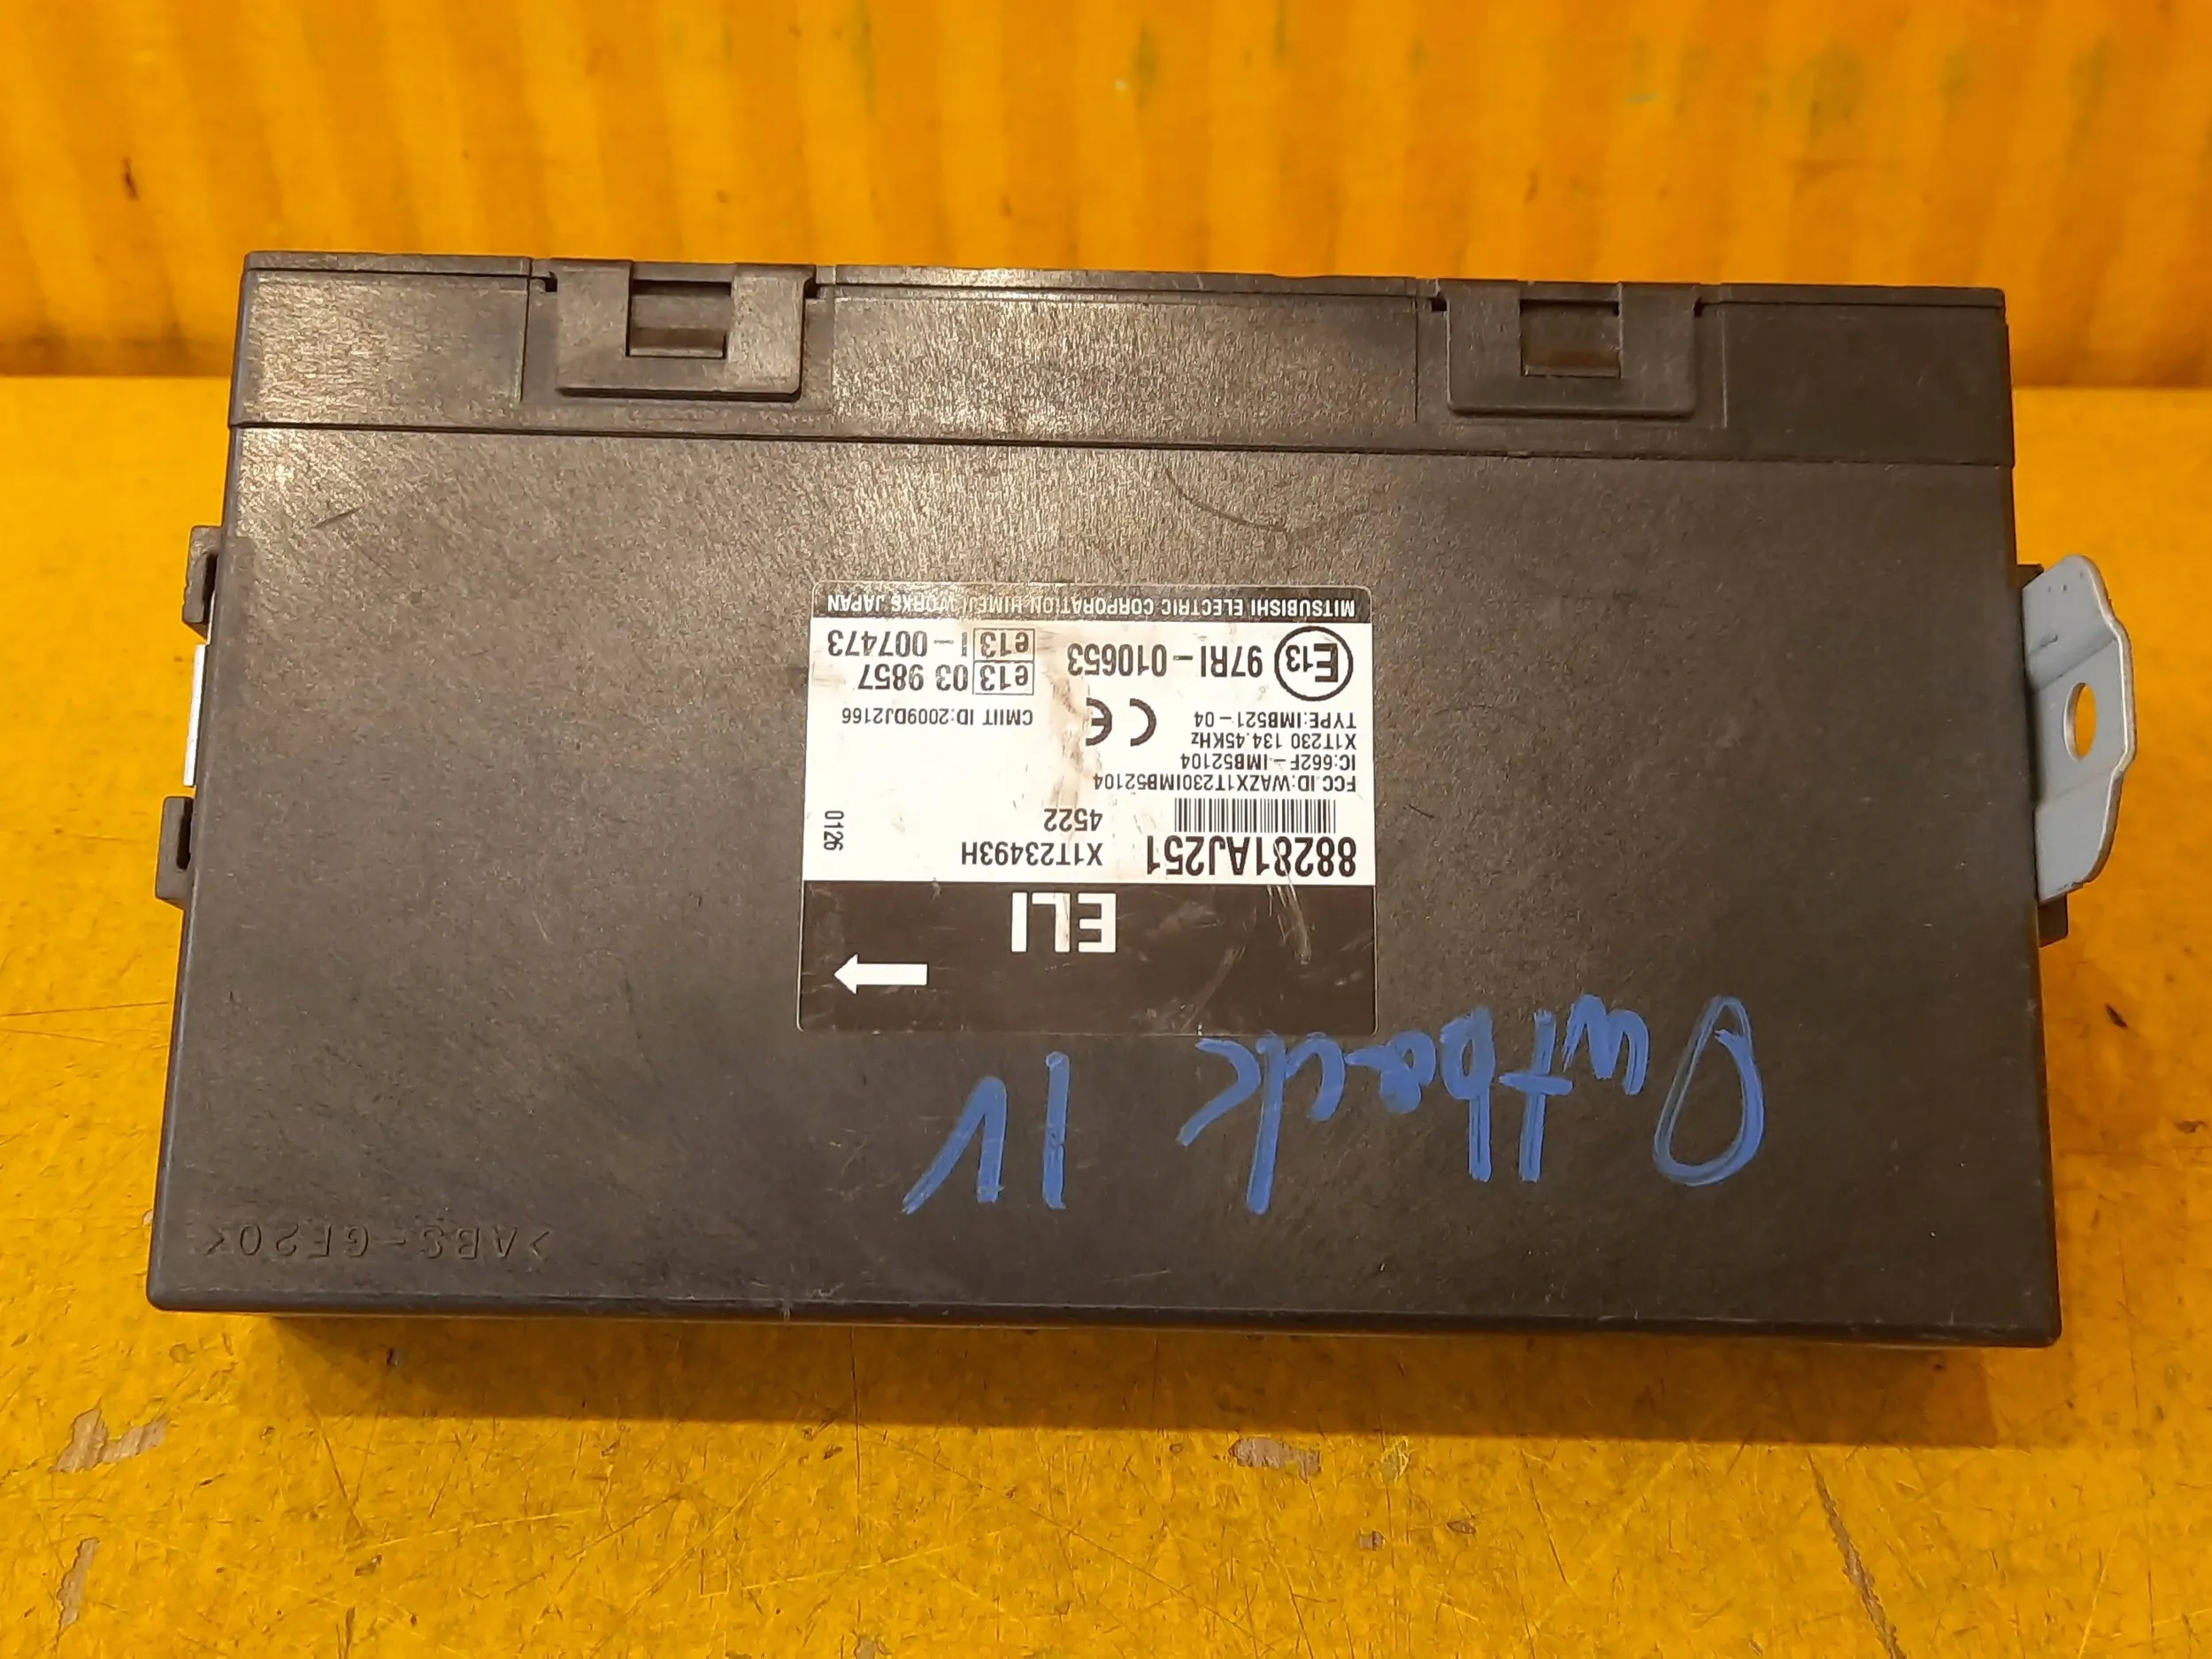 Outback IV
ELI
88281AJ251 X1T23493H
4522
0126
FCC ID:WAZX1T230IMB52104
IC:662F-IMB52104
X1T230 134.45KHz
TYPE:IMB521-04
CE
CMIIT ID:2009DJ2166
E13 97RI-010653
e13 03 9857
e13 I-007473
MITSUBISHI ELECTRIC CORPORATION HIMEJI WORKS JAPAN
>ABS-GF20<